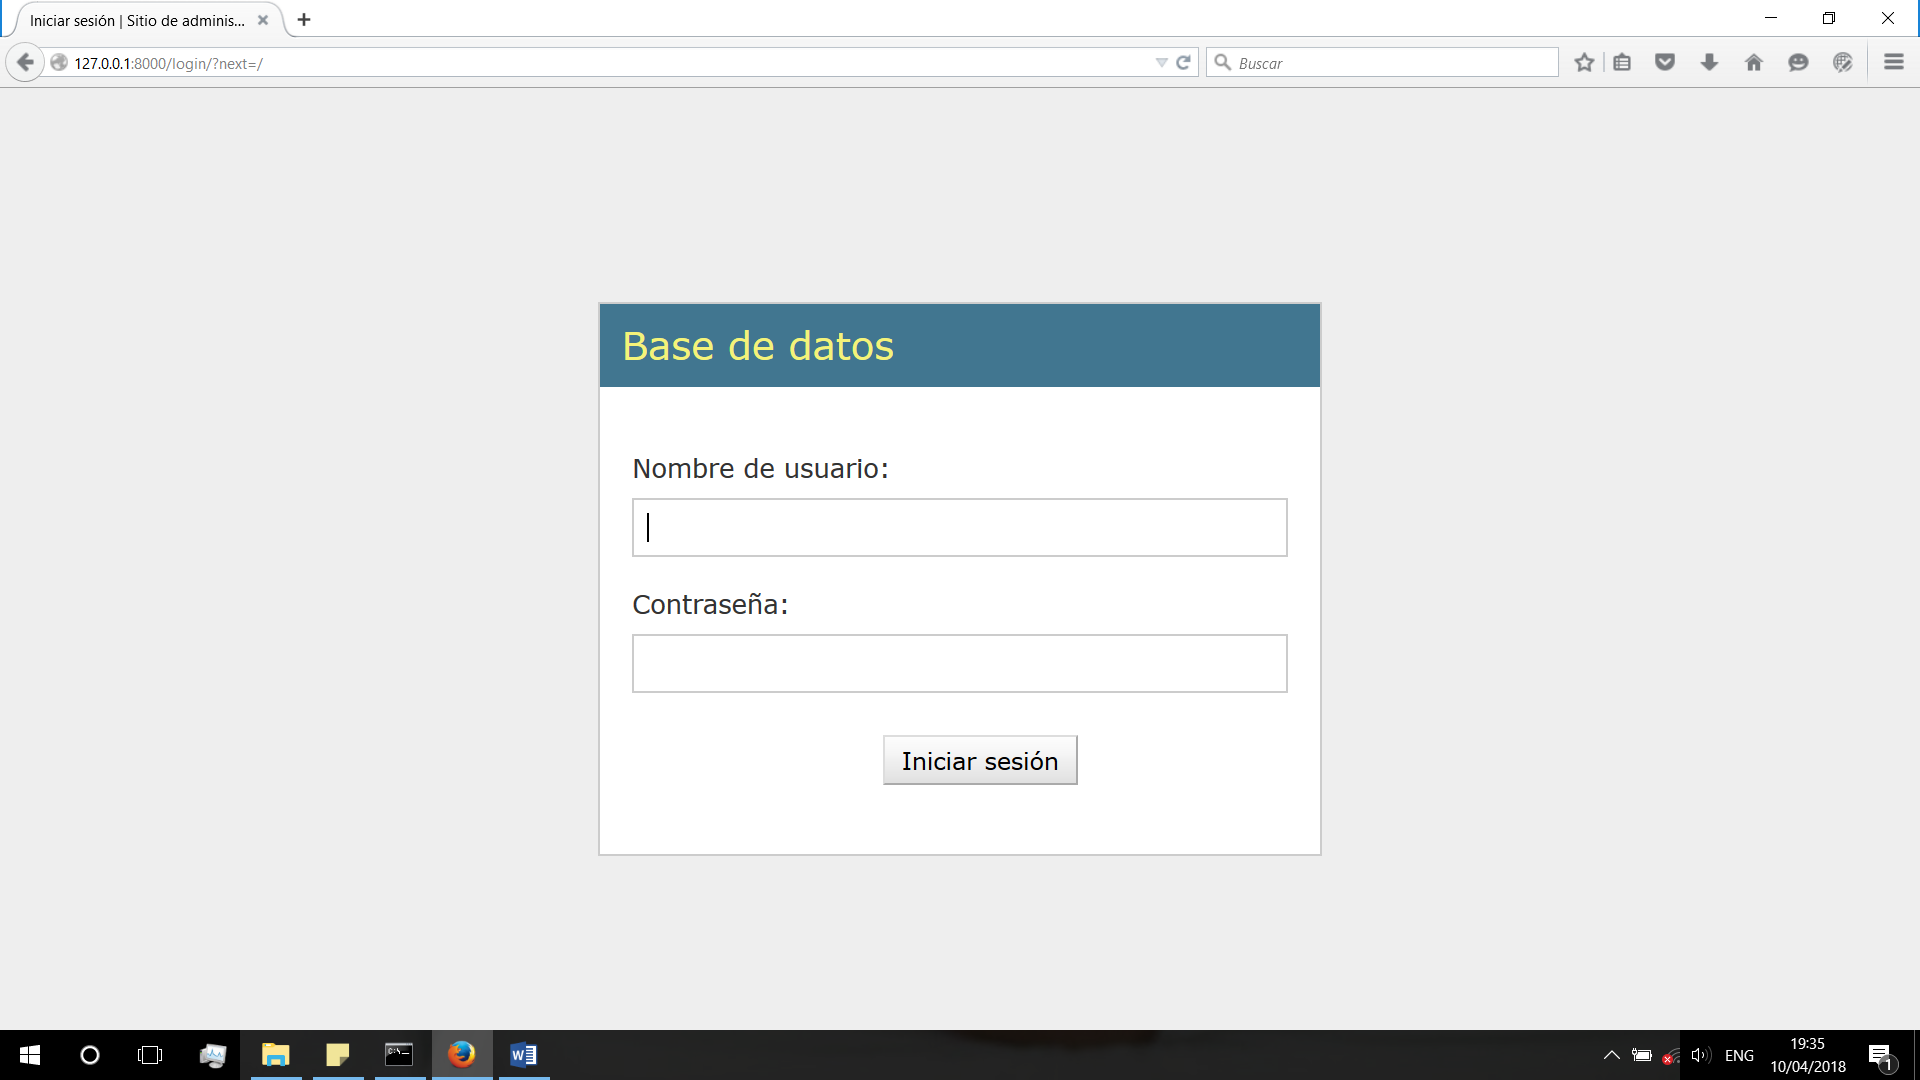 Iniciar sesión | Sitio de adminis...
127.0.0.1:8000/login/?next=/
Buscar
Base de datos
Nombre de usuario:
Contraseña:
Iniciar sesión
ENG
19:35
10/04/2018
1